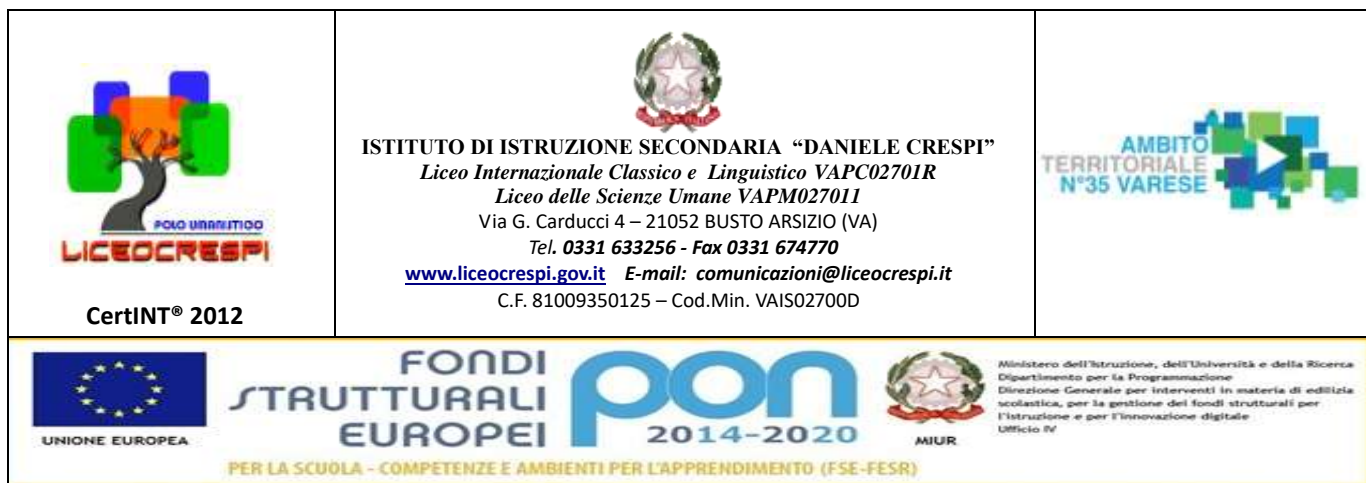 POLO UMANISTICO
LICEOCRESPI
CertINT® 2012
ISTITUTO DI ISTRUZIONE SECONDARIA “DANIELE CRESPI”
Liceo Internazionale Classico e Linguistico VAPC02701R
Liceo delle Scienze Umane VAPM027011
Via G. Carducci 4 – 21052 BUSTO ARSIZIO (VA)
Tel. 0331 633256 - Fax 0331 674770
www.liceocrespi.gov.it E-mail: comunicazioni@liceocrespi.it
C.F. 81009350125 – Cod.Min. VAIS02700D
AMBITO
TERRITORIALE
N°35 VARESE
UNIONE EUROPEA
FONDI
STRUTTURALI
EUROPEI
pon
2014-2020
MIUR
Ministero dell'Istruzione, dell'Università e della Ricerca
Dipartimento per la Programmazione
Direzione Generale per interventi in materia di edilizia
scolastica, per la gestione dei fondi strutturali per
l'istruzione e per l'innovazione digitale
Ufficio IV
PER LA SCUOLA - COMPETENZE E AMBIENTI PER L'APPRENDIMENTO (FSE-FESR)